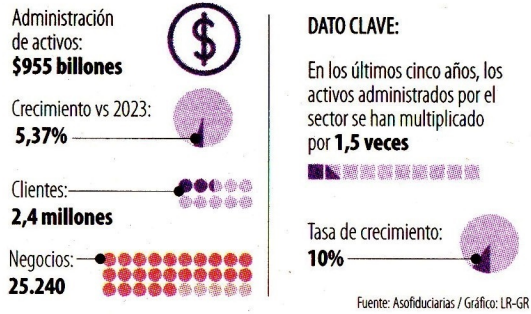 Administración
de activos:
$955 billones
Crecimiento vs 2023:
5,37%
Clientes:
2,4 millones
Negocios:
25.240
DATO CLAVE:
En los últimos cinco años, los
activos administrados por el
sector se han multiplicado
por 1,5 veces
Tasa de crecimiento:
10%
Fuente: Asofiduciarias / Gráfico: LR-GR